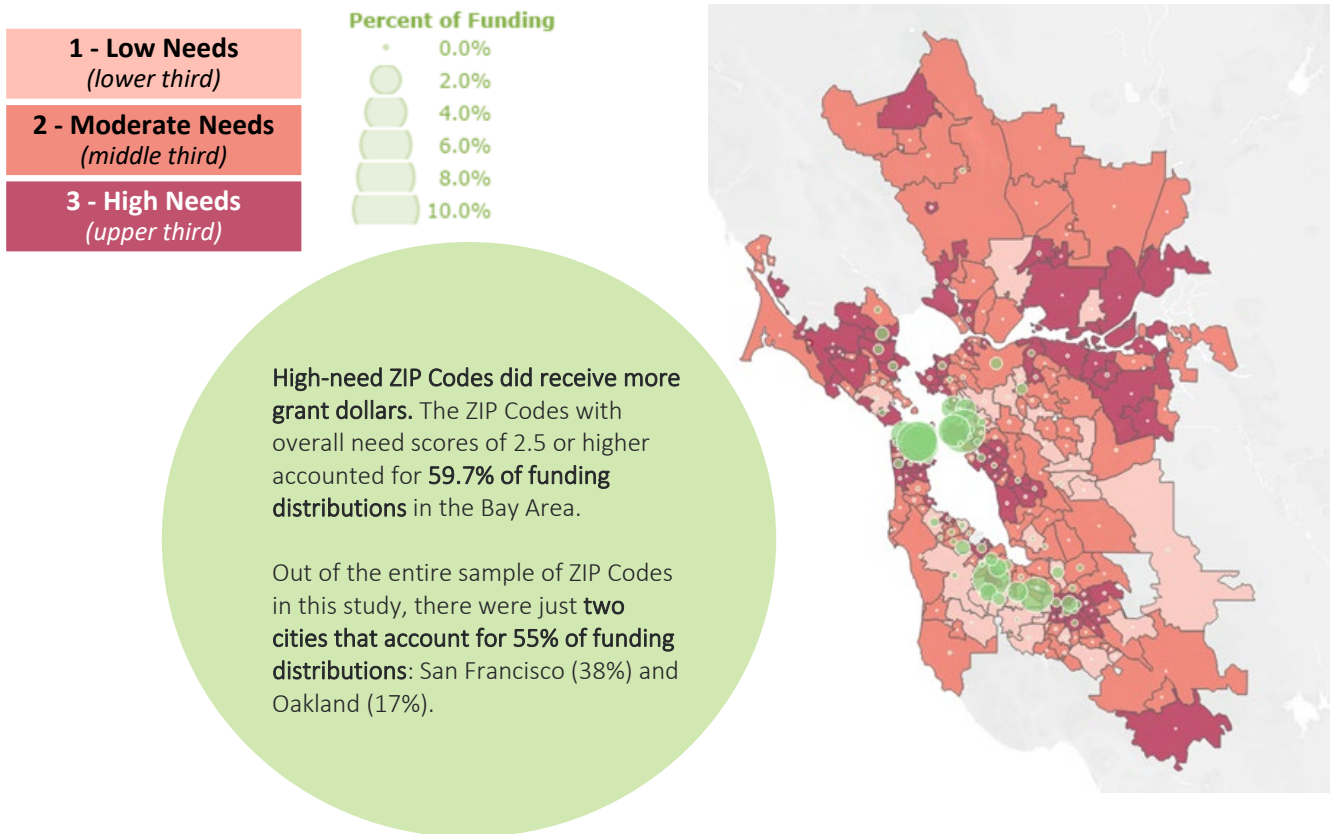 1 - Low Needs
(lower third)
2 - Moderate Needs
(middle third)
3 - High Needs
(upper third)
Percent of Funding
0.0%
2.0%
4.0%
6.0%
8.0%
10.0%
High-need ZIP Codes did receive more
grant dollars. The ZIP Codes with
overall need scores of 2.5 or higher
accounted for 59.7% of funding
distributions in the Bay Area.
Out of the entire sample of ZIP Codes
in this study, there were just two
cities that account for 55% of funding
distributions: San Francisco (38%) and
Oakland (17%).